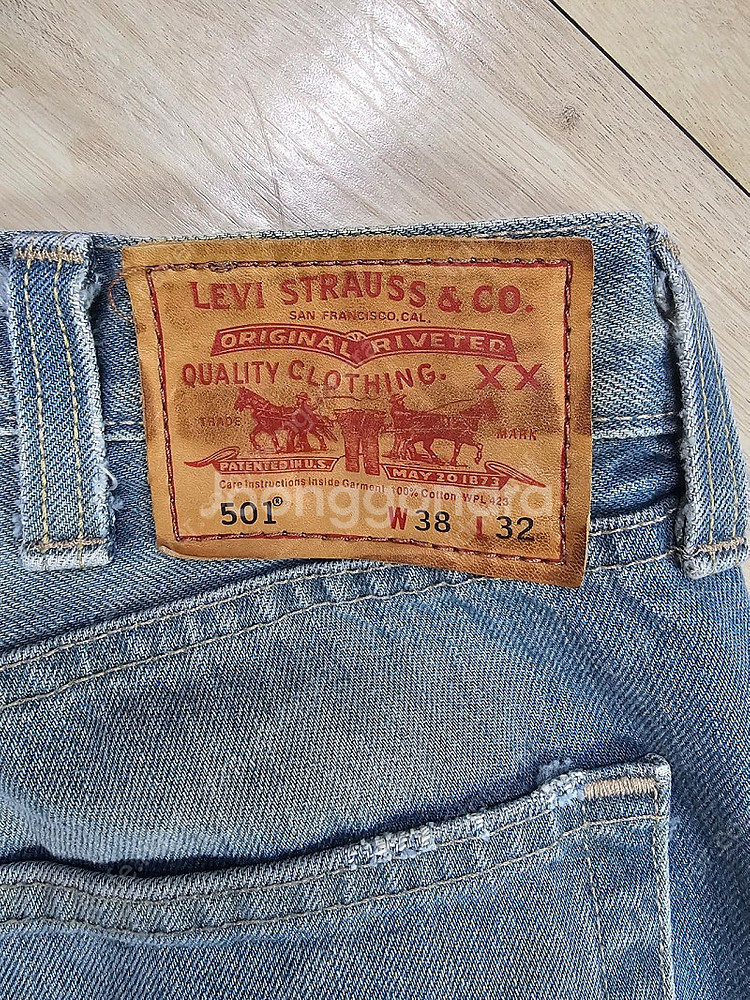 LEVI STRAUSS & CO.
SAN FRANCISCO, CAL.
ORIGINAL RIVETED
QUALITY CLOTHING. XX
TRADE MARK
PATENTED IN U.S. MAY 20 1873
Care Instructions Inside Garment 100% Cotton WPL 423
501® W 38 L 32
joonggonara